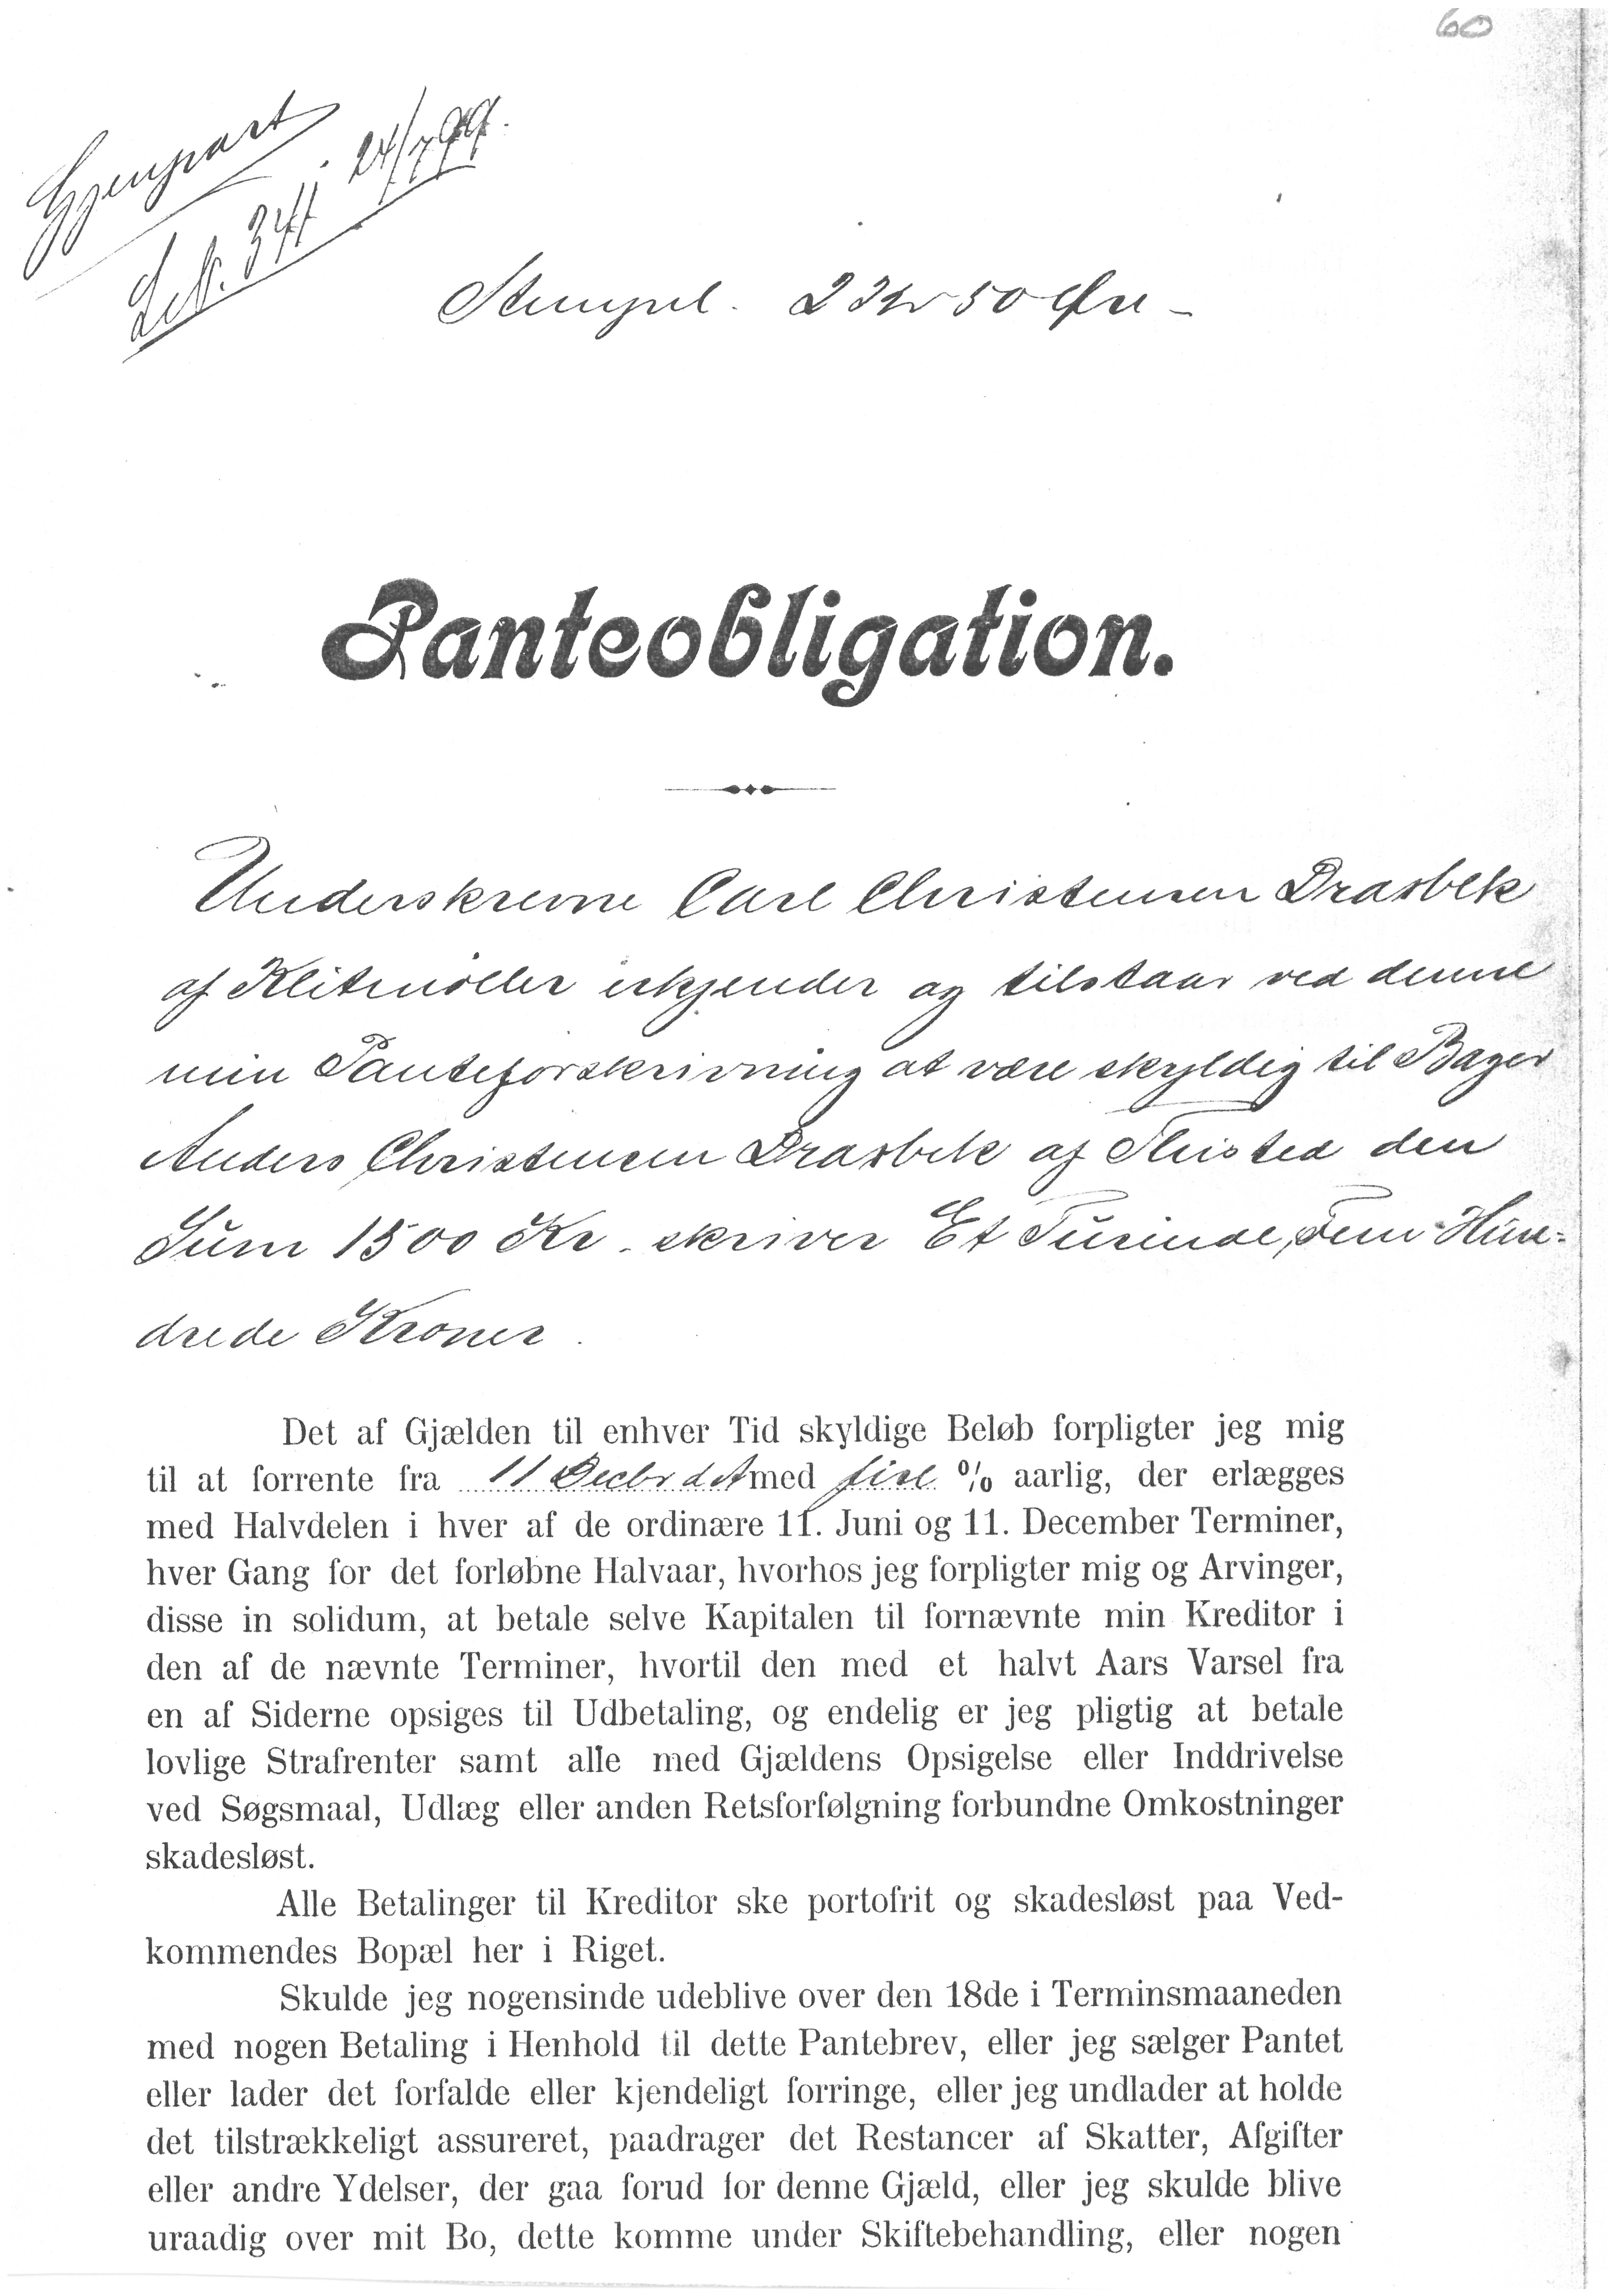 60
Gjenpart
24/7 99.
Lit. 344
Stempel. 2 Kr 50 Øre -
Panteobligation.
Underskrevne Carl Christensen Drasbek
af Klitmøller erkjender og tilstaar ved denne
min Panteforskrivning at være skyldig til Bager
Anders Christensen Drasbek af Thisted den
Sum 1500 Kr. skriver Et Tusinde, Fem Hun=
drede Kroner.
Det af Gjælden til enhver Tid skyldige Beløb forpligter jeg mig
til at forrente fra 11 Decbr d A med fire % aarlig, der erlægges
med Halvdelen i hver af de ordinære 11. Juni og 11. December Terminer,
hver Gang for det forløbne Halvaar, hvorhos jeg forpligter mig og Arvinger,
disse in solidum, at betale selve Kapitalen til fornævnte min Kreditor i
den af de nævnte Terminer, hvortil den med et halvt Aars Varsel fra
en af Siderne opsiges til Udbetaling, og endelig er jeg pligtig at betale
lovlige Strafrenter samt alle med Gjældens Opsigelse eller Inddrivelse
ved Søgsmaal, Udlæg eller anden Retsforfølgning forbundne Omkostninger
skadesløst.
Alle Betalinger til Kreditor ske portofrit og skadesløst paa Ved-
kommendes Bopæl her i Riget.
Skulde jeg nogensinde udeblive over den 18de i Terminsmaaneden
med nogen Betaling i Henhold til dette Pantebrev, eller jeg sælger Pantet
eller lader det forfalde eller kjendeligt forringe, eller jeg undlader at holde
det tilstrækkeligt assureret, paadrager det Restancer af Skatter, Afgifter
eller andre Ydelser, der gaa forud for denne Gjæld, eller jeg skulde blive
uraadig over mit Bo, dette komme under Skiftebehandling, eller nogen